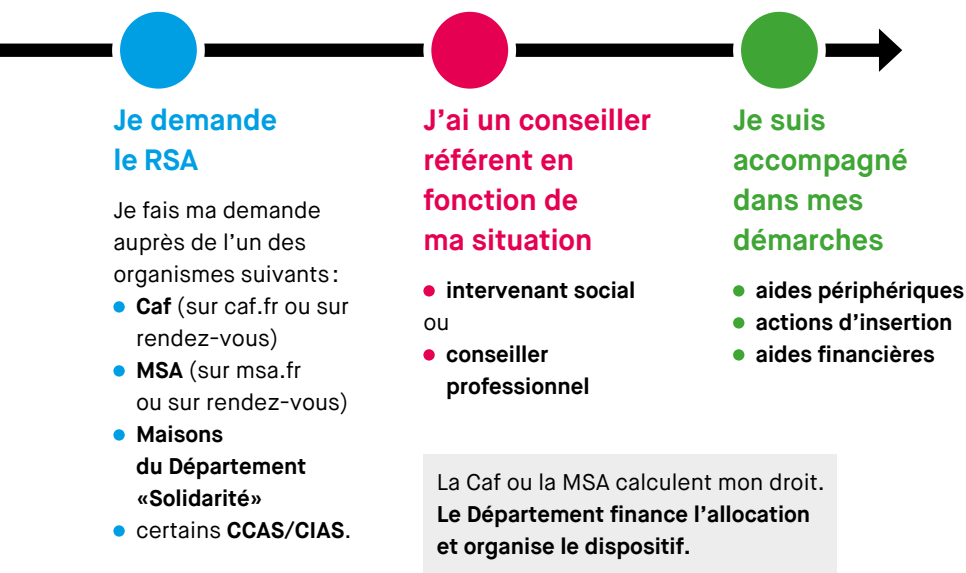 Je demande
le RSA
Je fais ma demande
auprès de l'un des
organismes suivants :
• Caf (sur caf.fr ou sur
rendez-vous)
• MSA (sur msa.fr
ou sur rendez-vous)
• Maisons
du Département
«Solidarité»
• certains CCAS/CIAS.
J'ai un conseiller
référent en
fonction de
ma situation
• intervenant social
ou
• conseiller
professionnel
Je suis
accompagné
dans mes
démarches
• aides périphériques
• actions d'insertion
• aides financières
La Caf ou la MSA calculent mon droit.
Le Département finance l'allocation
et organise le dispositif.